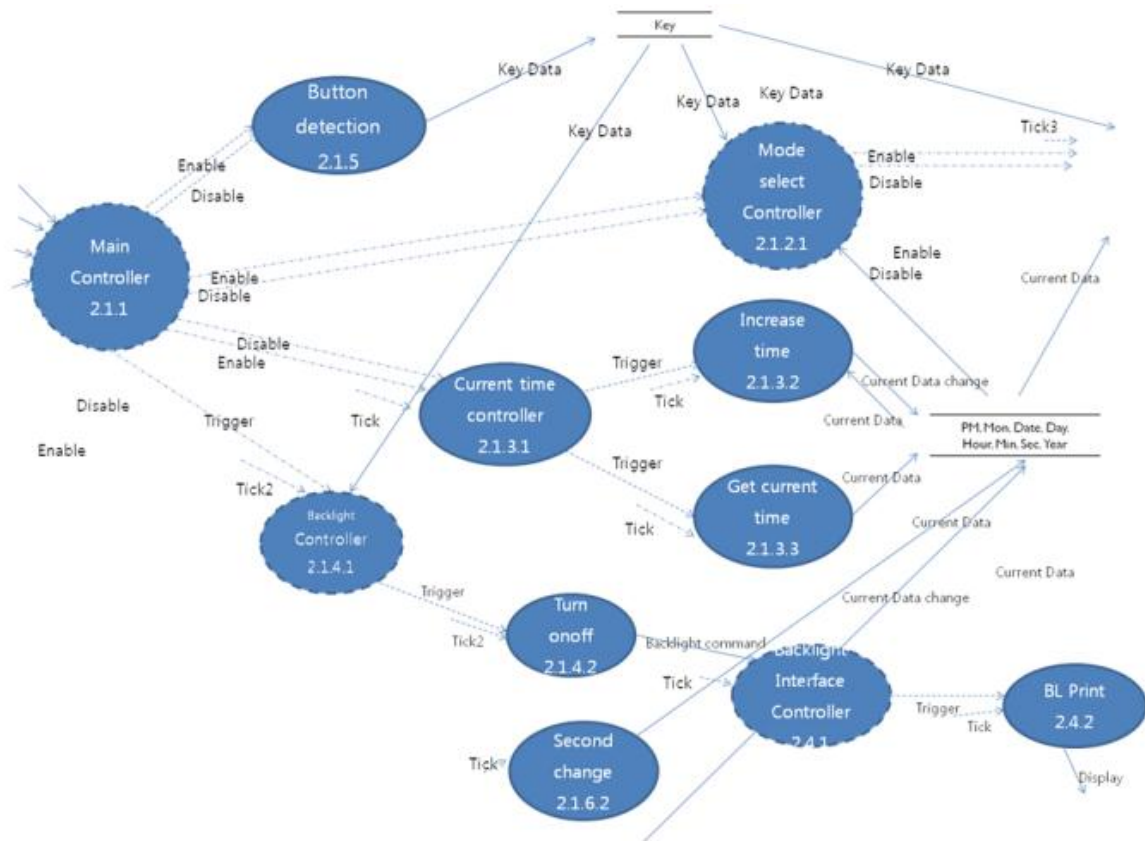 Key
Key Data
Key Data
Key Data
Key Data
Key Data
Tick3
Button
detection
2.1.5
Enable
Disable
Mode
select
Controller
2.1.2.1
Enable
Disable
Main
Controller
2.1.1
Enable
Disable
Enable
Disable
Current Data
Disable
Enable
Increase
time
2.1.3.2
Trigger
Tick
Current Data change
Current Data
Current time
controller
2.1.3.1
Tick
Disable
Enable
Trigger
PM, Mon, Date, Day,
Hour, Min, Sec, Year
Trigger
Tick
Get current
time
2.1.3.3
Current Data
Tick2
Backlight
Controller
2.1.4.1
Current Data
Current Data
Current Data change
Trigger
Tick2
Turn
onoff
2.1.4.2
Backlight command
Tick
Backlight
Interface
Controller
2.4.1
Trigger
Tick
BL Print
2.4.2
Display
Tick
Second
change
2.1.6.2